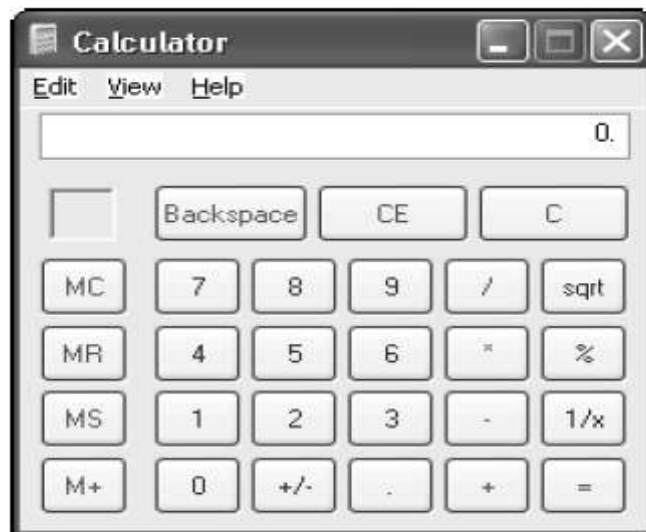 Calculator
Edit View Help
0.
Backspace CE C
MC 7 8 9 / sqrt
MR 4 5 6 * %
MS 1 2 3 - 1/x
M+ 0 +/- . + =